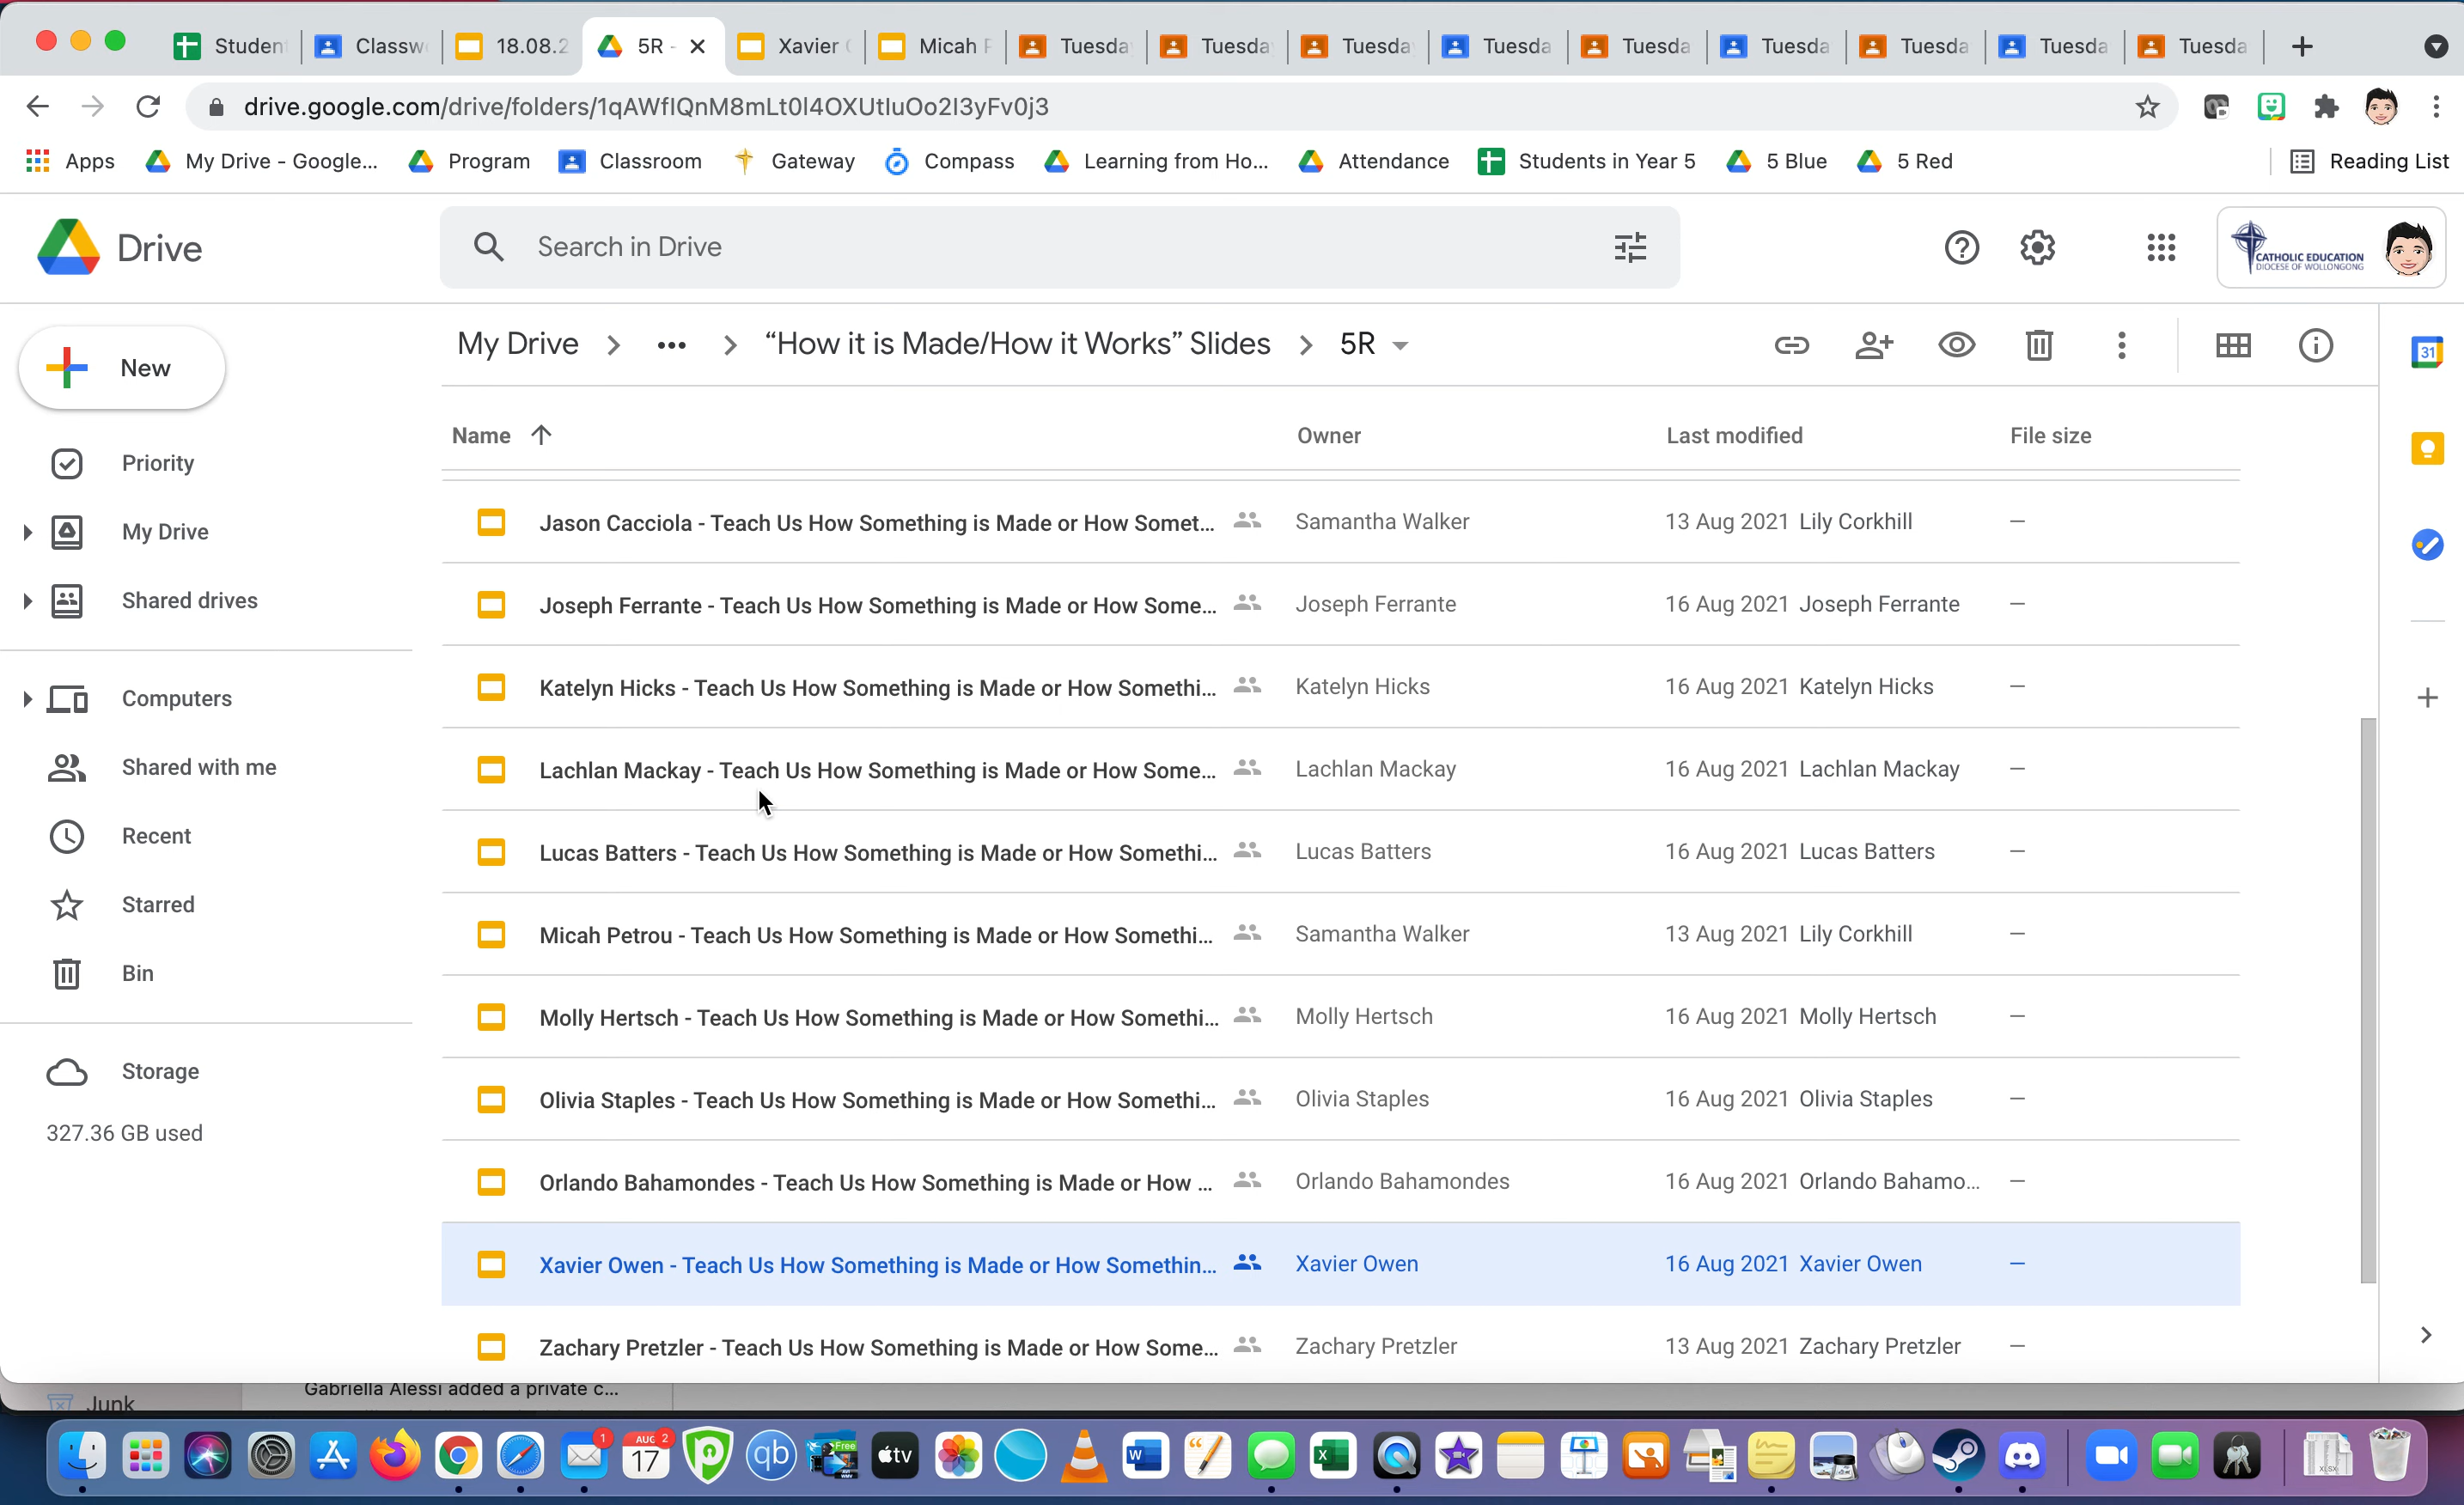 Studen
Classw
18.08.2
5R -
Xavier
Micah P
Tuesda
Tuesda
Tuesda
Tuesda
Tuesda
Tuesda
Tuesda
Tuesda
Tuesda
drive.google.com/drive/folders/1qAWfIQnM8mLt0l4OXUtIuOo2I3yFv0j3
Apps
My Drive - Google...
Program
Classroom
Gateway
Compass
Learning from Ho...
Attendance
Students in Year 5
5 Blue
5 Red
Reading List
Drive
Search in Drive
CATHOLIC EDUCATION
DIOCESE OF WOLLONGONG
New
Priority
My Drive
Shared drives
Computers
Shared with me
Recent
Starred
Bin
Storage
327.36 GB used
My Drive > ... > “How it is Made/How it Works” Slides > 5R
31
Name Owner Last modified File size
Jason Cacciola - Teach Us How Something is Made or How Somet... Samantha Walker 13 Aug 2021 Lily Corkhill —
Joseph Ferrante - Teach Us How Something is Made or How Some... Joseph Ferrante 16 Aug 2021 Joseph Ferrante —
Katelyn Hicks - Teach Us How Something is Made or How Somethi... Katelyn Hicks 16 Aug 2021 Katelyn Hicks —
Lachlan Mackay - Teach Us How Something is Made or How Some... Lachlan Mackay 16 Aug 2021 Lachlan Mackay —
Lucas Batters - Teach Us How Something is Made or How Somethi... Lucas Batters 16 Aug 2021 Lucas Batters —
Micah Petrou - Teach Us How Something is Made or How Somethi... Samantha Walker 13 Aug 2021 Lily Corkhill —
Molly Hertsch - Teach Us How Something is Made or How Somethi... Molly Hertsch 16 Aug 2021 Molly Hertsch —
Olivia Staples - Teach Us How Something is Made or How Somethi... Olivia Staples 16 Aug 2021 Olivia Staples —
Orlando Bahamondes - Teach Us How Something is Made or How ... Orlando Bahamondes 16 Aug 2021 Orlando Bahamo... —
Xavier Owen - Teach Us How Something is Made or How Somethin... Xavier Owen 16 Aug 2021 Xavier Owen —
Zachary Pretzler - Teach Us How Something is Made or How Some... Zachary Pretzler 13 Aug 2021 Zachary Pretzler —
Junk
Gabriella Alessi added a private c...
1
AUG 2
17
qb
Free
tv
W
X
XLSX